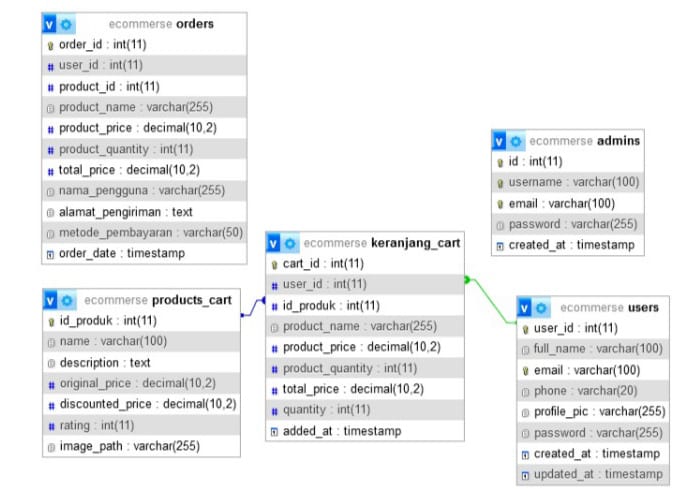 ecommerse orders
order_id : int(11)
user_id : int(11)
product_id : int(11)
product_name : varchar(255)
product_price : decimal(10,2)
product_quantity : int(11)
total_price : decimal(10,2)
nama_pengguna : varchar(255)
alamat_pengiriman : text
metode_pembayaran : varchar(50)
order_date : timestamp
ecommerse admins
id : int(11)
username : varchar(100)
email : varchar(100)
password : varchar(255)
created_at : timestamp
ecommerse keranjang_cart
cart_id : int(11)
user_id : int(11)
id_produk : int(11)
product_name : varchar(255)
product_price : decimal(10,2)
product_quantity : int(11)
total_price : decimal(10,2)
quantity : int(11)
added_at : timestamp
ecommerse products_cart
id_produk : int(11)
name : varchar(100)
description : text
original_price : decimal(10,2)
discounted_price : decimal(10,2)
rating : int(11)
image_path : varchar(255)
ecommerse users
user_id : int(11)
full_name : varchar(100)
email : varchar(100)
phone : varchar(20)
profile_pic : varchar(255)
password : varchar(255)
created_at : timestamp
updated_at : timestamp